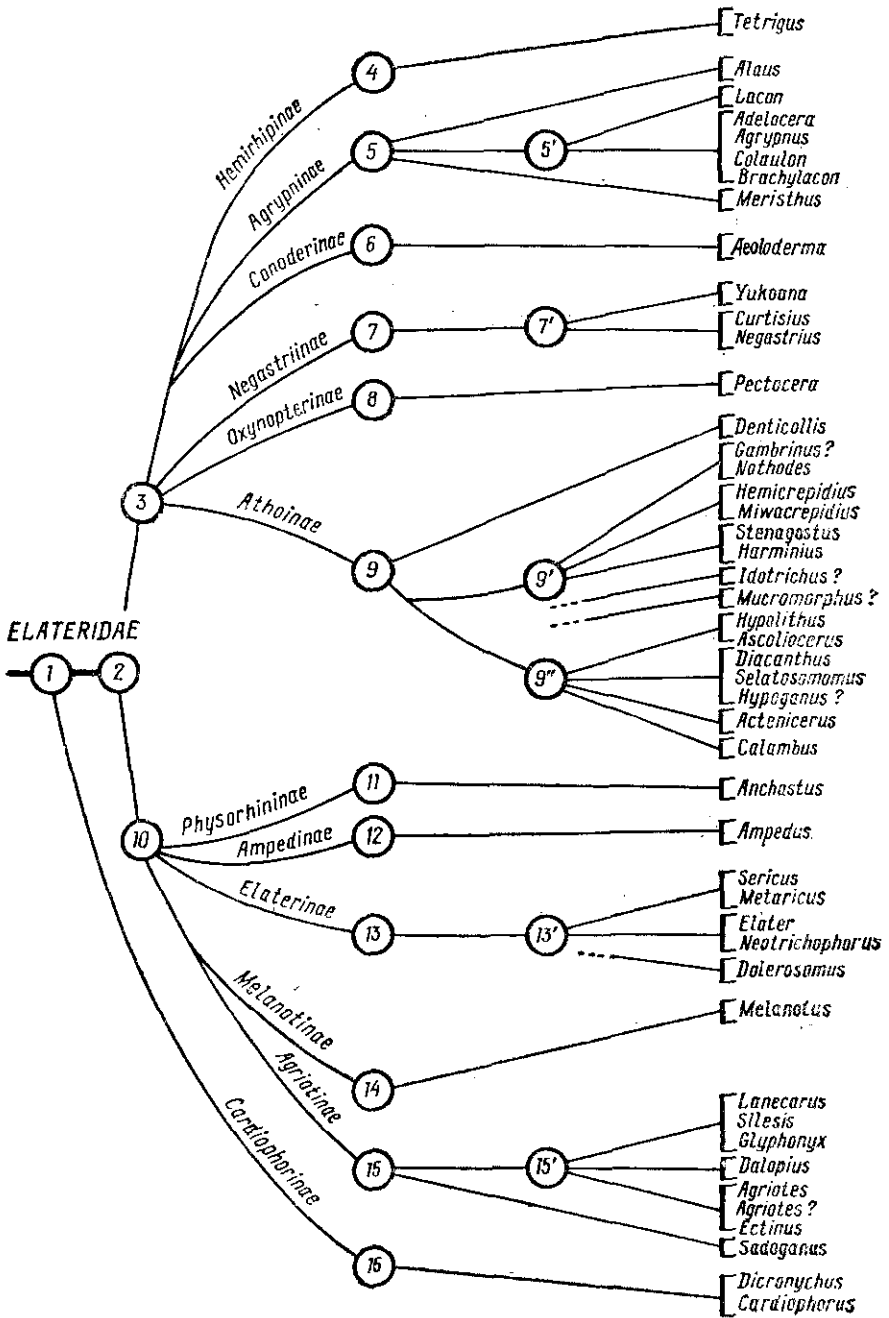 Tetrigus
4
Alaus
Hemirhipinae
Lacon
Adelocera
Agrypnus
5
5'
Colaulon
Brachylacon
Agrypninae
Meristhus
Conoderinae
6
Aeoloderma
Yukoana
Negastriinae
7
7'
Curtisius
Negastrius
Oxynopterinae
8
Pectocera
Denticollis
Gambrinus ?
Nothodes
3
Athoinae
Hemicrepidius
Miwacrepidius
9
9'
Stenagostus
Harminius
Idotrichus ?
Mucromorphus ?
ELATERIDAE
Hypolithus
Ascoliocerus
1
2
9"
Diacanthus
Selatosomomus
Hypoganus ?
Actenicerus
Calambus
Physorhininae
11
Anchastus
10
Ampedinae
12
Ampedus
Elaterinae
Sericus
Metaricus
13
13'
Elater
Neotrichophorus
Dolerosomus
Melanotinae
14
Melanotus
Agriotinae
Lanecarus
Silesis
Glyphonyx
15
15'
Dalopius
Cardiophorinae
Agriotes
Agriotes ?
Ectinus
Sadoganus
16
Dicronychus
Cardiophorus